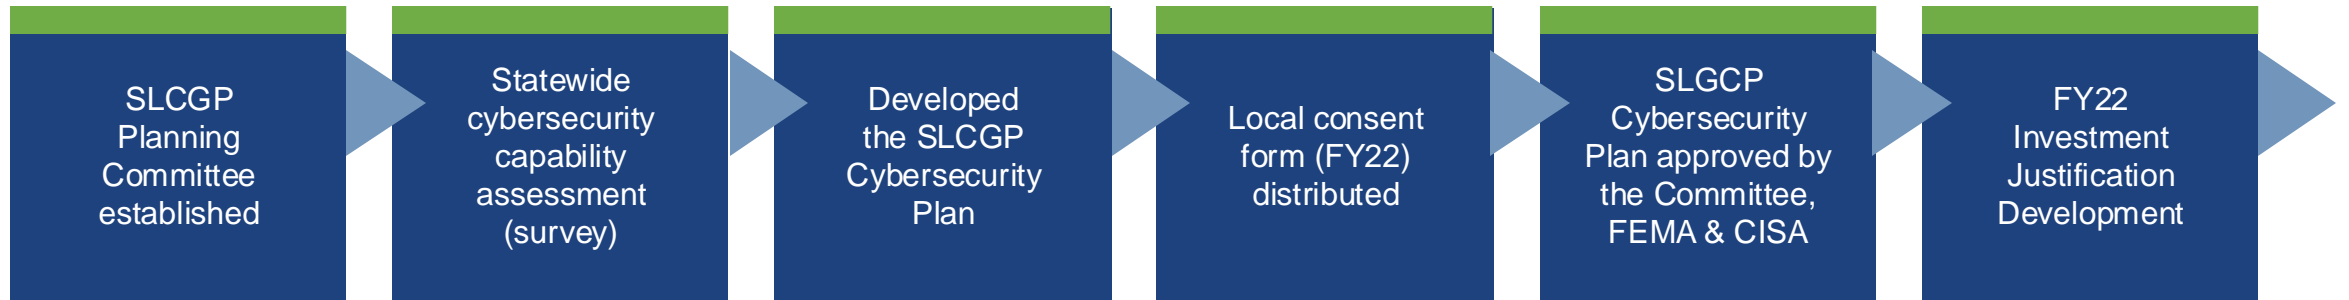 SLCGP
Planning
Committee
established
Statewide
cybersecurity
capability
assessment
(survey)
Developed
the SLCGP
Cybersecurity
Plan
Local consent
form (FY22)
distributed
SLGCP
Cybersecurity
Plan approved by
the Committee,
FEMA & CISA
FY22
Investment
Justification
Development